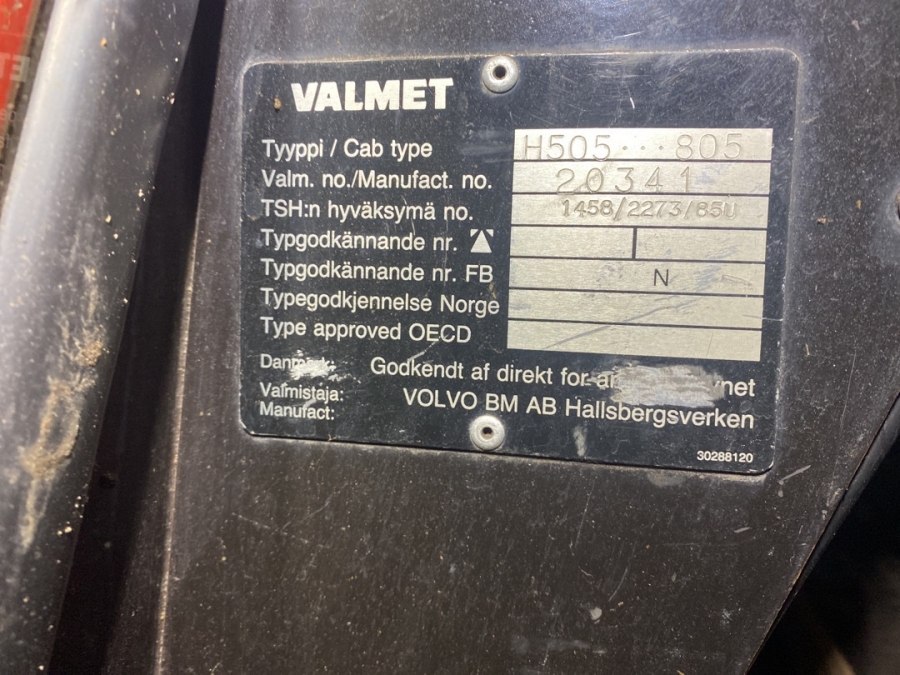 VALMET
Tyyppi / Cab type H505...805
Valm. no./Manufact. no. 20341
TSH:n hyväksymä no. 1458/2273/85U
Typgodkännande nr.
Typgodkännande nr. FB N
Typegodkjennelse Norge
Type approved OECD
Danmark: Godkendt af direkt for
Valmistaja: VOLVO BM AB Hallsbergsverken
Manufact:
30288120